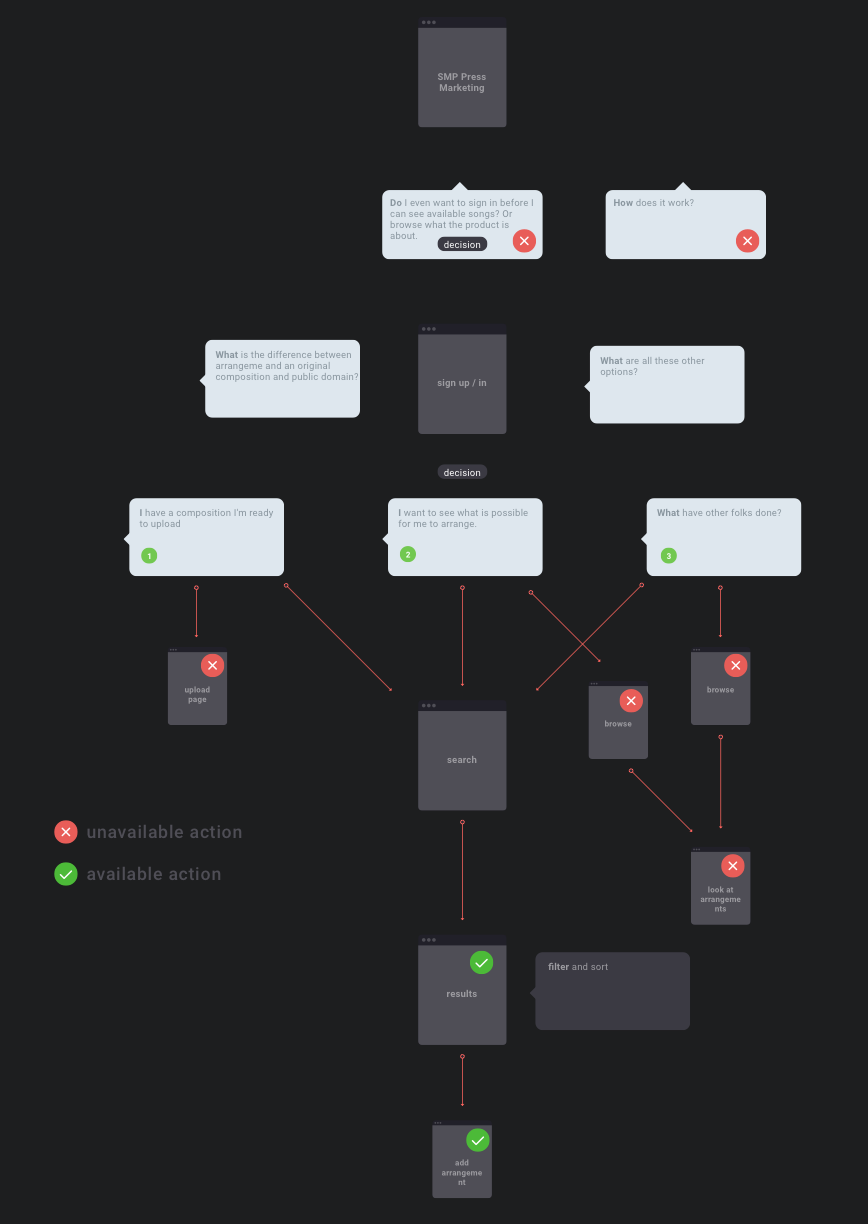 SMP Press
Marketing
Do I even want to sign in before I
can see available songs? Or
browse what the product is
about.
decision
How does it work?
What is the difference between
arrangeme and an original
composition and public domain?
sign up / in
What are all these other
options?
decision
I have a composition I'm ready
to upload
1
I want to see what is possible
for me to arrange.
2
What have other folks done?
3
upload
page
browse
browse
search
unavailable action
available action
look at
arrangeme
nts
results
filter and sort
add
arrangeme
nt